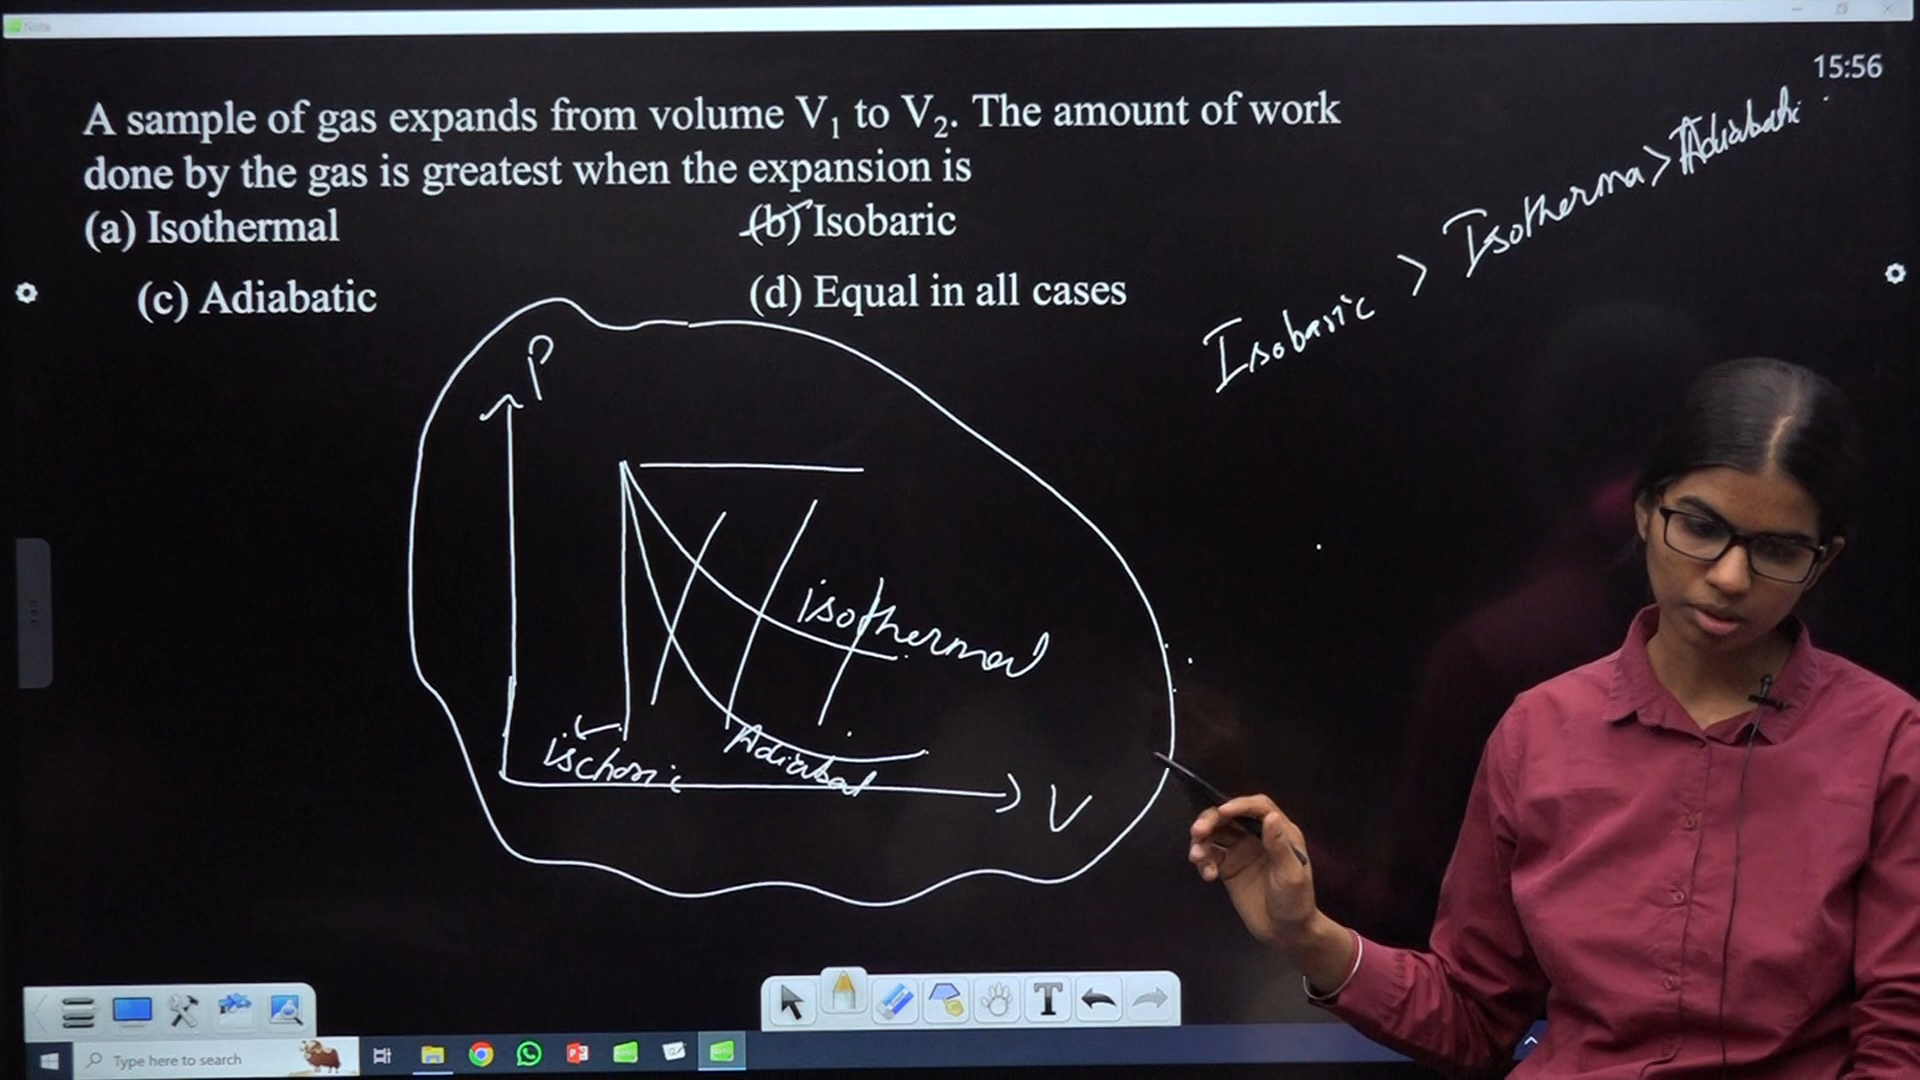 Note
15:56
A sample of gas expands from volume V₁ to V₂. The amount of work
done by the gas is greatest when the expansion is
(a) Isothermal
(b) Isobaric
(c) Adiabatic
(d) Equal in all cases
Isobaric > Isotherma > Adiabatic
P
isothermal
ischoric
Adiabat
V
T
Type here to search